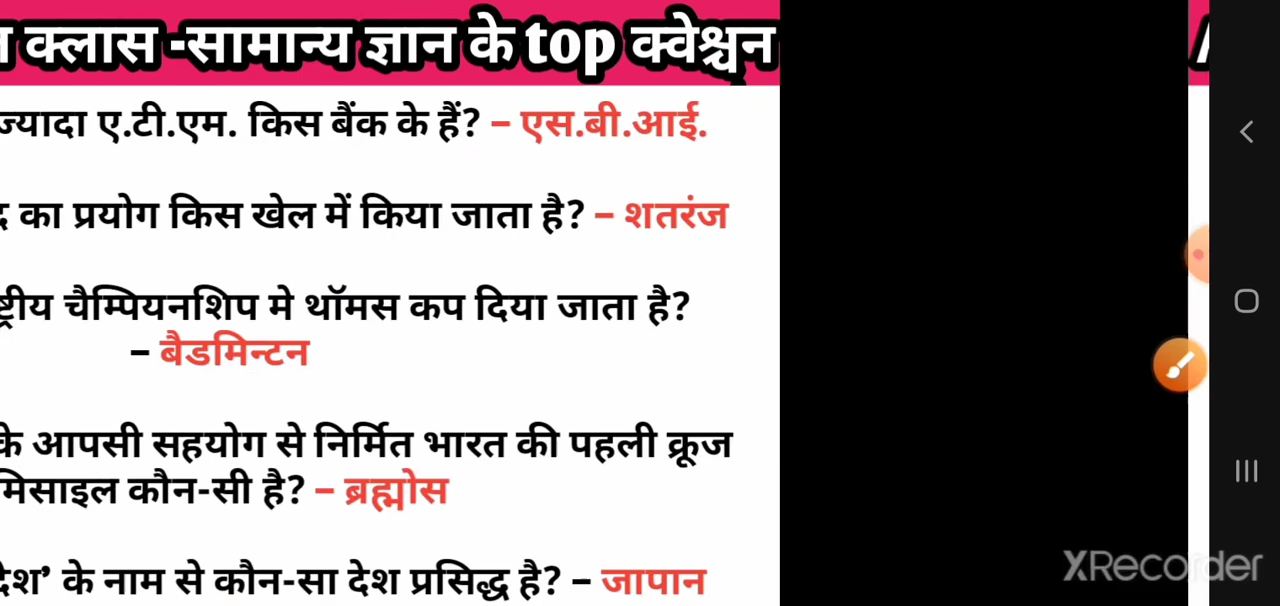 क्लास -सामान्य ज्ञान के top क्वेश्चन
ज्यादा ए.टी.एम. किस बैंक के हैं? – एस.बी.आई.
का प्रयोग किस खेल में किया जाता है? – शतरंज
चैम्पियनशिप मे थॉमस कप दिया जाता है?
– बैडमिन्टन
के आपसी सहयोग से निर्मित भारत की पहली क्रूज
मिसाइल कौन-सी है? – ब्रह्मोस
देश’ के नाम से कौन-सा देश प्रसिद्ध है? – जापान
XRecorder